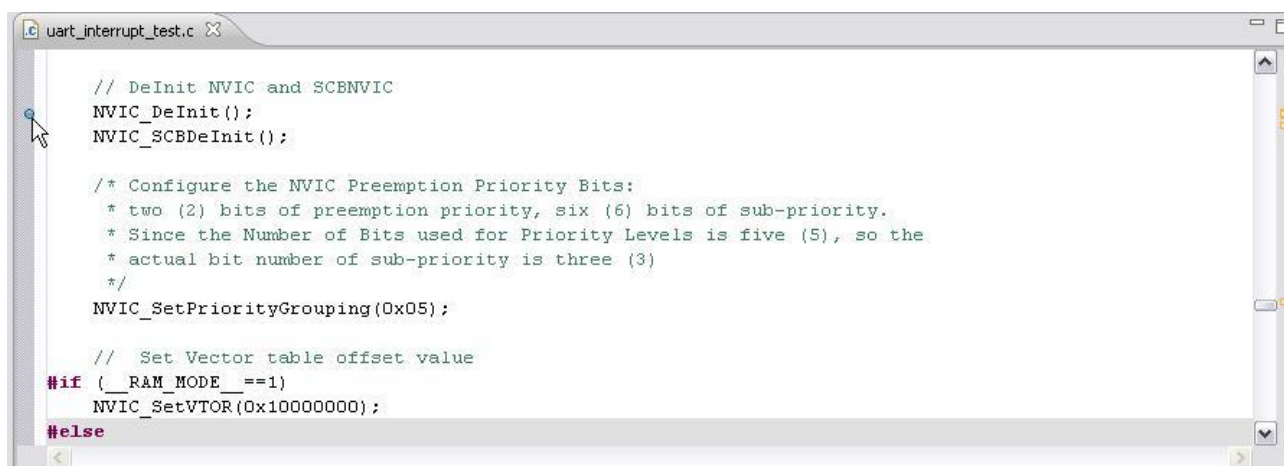 .c uart_interrupt_test.c
// DeInit NVIC and SCBNVIC
NVIC_DeInit();
NVIC_SCBDeInit();
/* Configure the NVIC Preemption Priority Bits:
* two (2) bits of preemption priority, six (6) bits of sub-priority.
* Since the Number of Bits used for Priority Levels is five (5), so the
* actual bit number of sub-priority is three (3)
*/
NVIC_SetPriorityGrouping(0x05);
// Set Vector table offset value
#if (__RAM_MODE__==1)
NVIC_SetVTOR(0x10000000);
#else